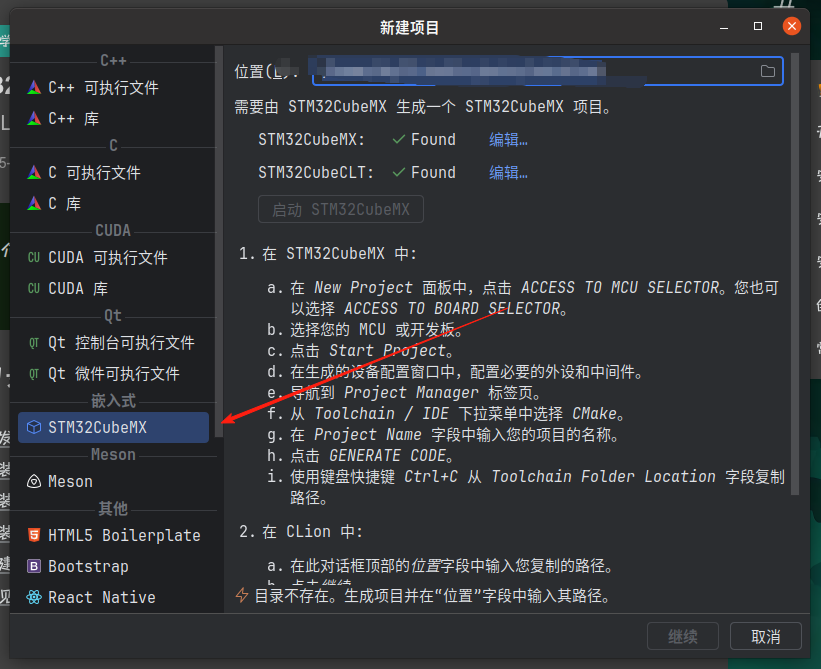 新建项目
C++
C++ 可执行文件
C++ 库
C
C 可执行文件
C 库
CUDA
CU CUDA 可执行文件
CU CUDA 库
Qt
QT Qt 控制台可执行文件
QT Qt 微件可执行文件
嵌入式
STM32CubeMX
Meson
Meson
其他
HTML5 Boilerplate
B Bootstrap
React Native
位置(L):
需要由 STM32CubeMX 生成一个 STM32CubeMX 项目。
STM32CubeMX: Found 编辑…
STM32CubeCLT: Found 编辑…
启动 STM32CubeMX
1. 在 STM32CubeMX 中:
a. 在 New Project 面板中，点击 ACCESS TO MCU SELECTOR。您也可
以选择 ACCESS TO BOARD SELECTOR。
b. 选择您的 MCU 或开发板。
c. 点击 Start Project。
d. 在生成的设备配置窗口中，配置必要的外设和中间件。
e. 导航到 Project Manager 标签页。
f. 从 Toolchain / IDE 下拉菜单中选择 CMake。
g. 在 Project Name 字段中输入您的项目的名称。
h. 点击 GENERATE CODE。
i. 使用键盘快捷键 Ctrl+C 从 Toolchain Folder Location 字段复制
路径。
2. 在 CLion 中:
a. 在此对话框顶部的位置字段中输入您复制的路径。
b. 点击继续
目录不存在。生成项目并在“位置”字段中输入其路径。
继续
取消